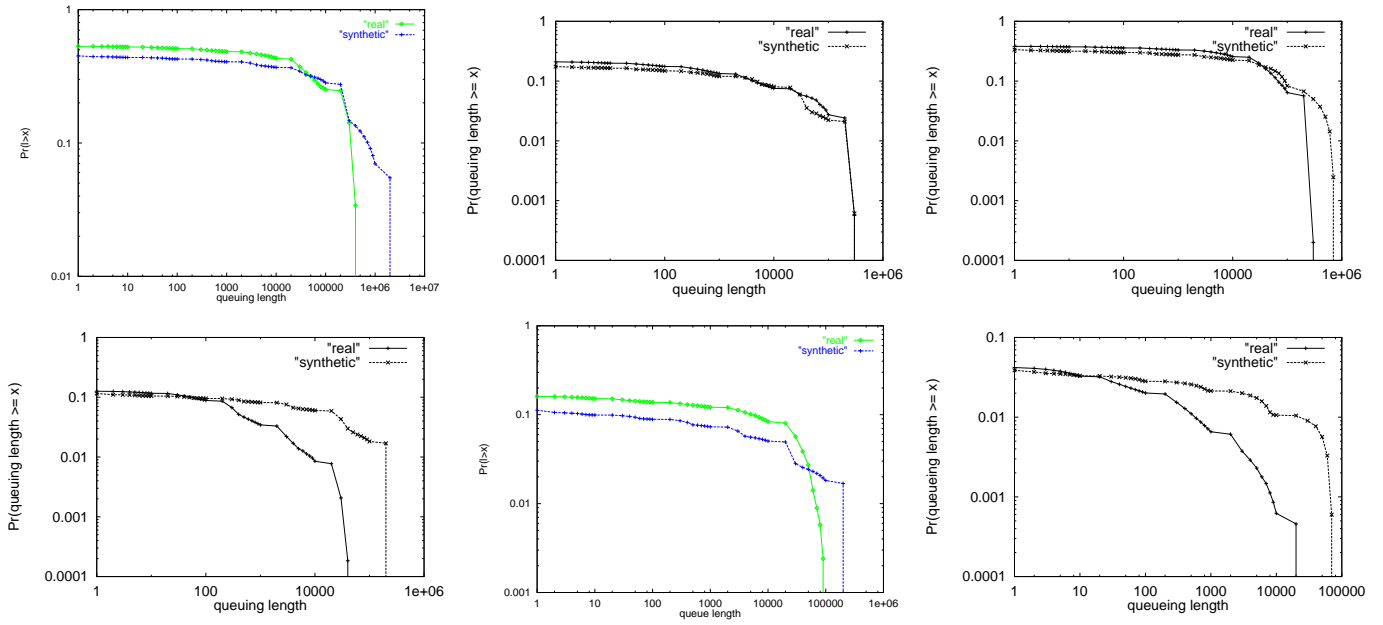 1
0.1
0.01
1
10
100
1000
10000
100000
1e+06
1e+07
Pr(l>x)
queuing length
"real"
"synthetic"
1
0.1
0.01
0.001
0.0001
1
100
10000
1e+06
Pr(queuing length >= x)
queuing length
"real"
"synthetic
1
0.1
0.01
0.001
0.0001
1
100
10000
1e+06
Pr(queuing length >= x)
queuing length
"real"
"synthetic"
1
0.1
0.01
0.001
0.0001
1
100
10000
1e+06
Pr(queuing length >= x)
queuing length
"real"
"synthetic"
1
0.1
0.01
0.001
1
10
100
1000
10000
100000
1e+06
Pr(l>x)
queue length
"real"
"synthetic"
0.1
0.01
0.001
0.0001
1
10
100
1000
10000
100000
Pr(queueing length >= x)
queueing length
"real"
"synthetic"